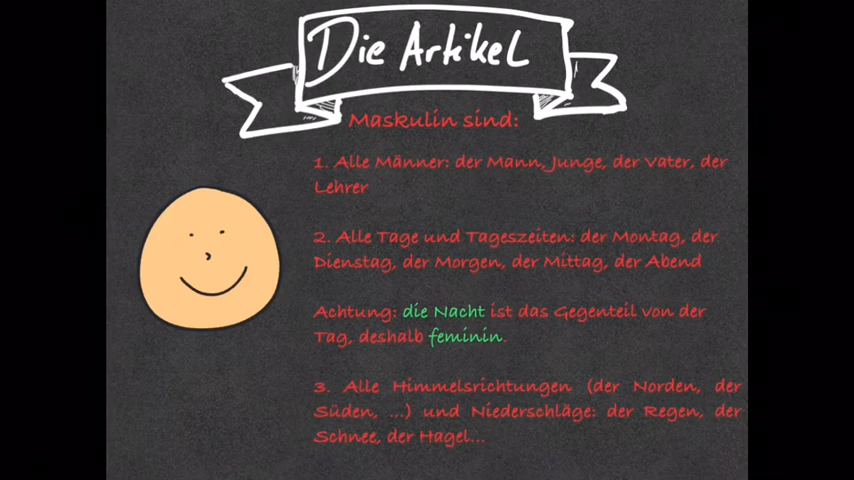 Die Artikel
Maskulin sind:
1. Alle Männer: der Mann, Junge, der Vater, der
Lehrer
2. Alle Tage und Tageszeiten: der Montag, der
Dienstag, der Morgen, der Mittag, der Abend
Achtung: die Nacht ist das Gegenteil von der
Tag, deshalb feminin.
3. Alle Himmelsrichtungen (der Norden, der
Süden, ...) und Niederschläge: der Regen, der
Schnee, der Hagel...